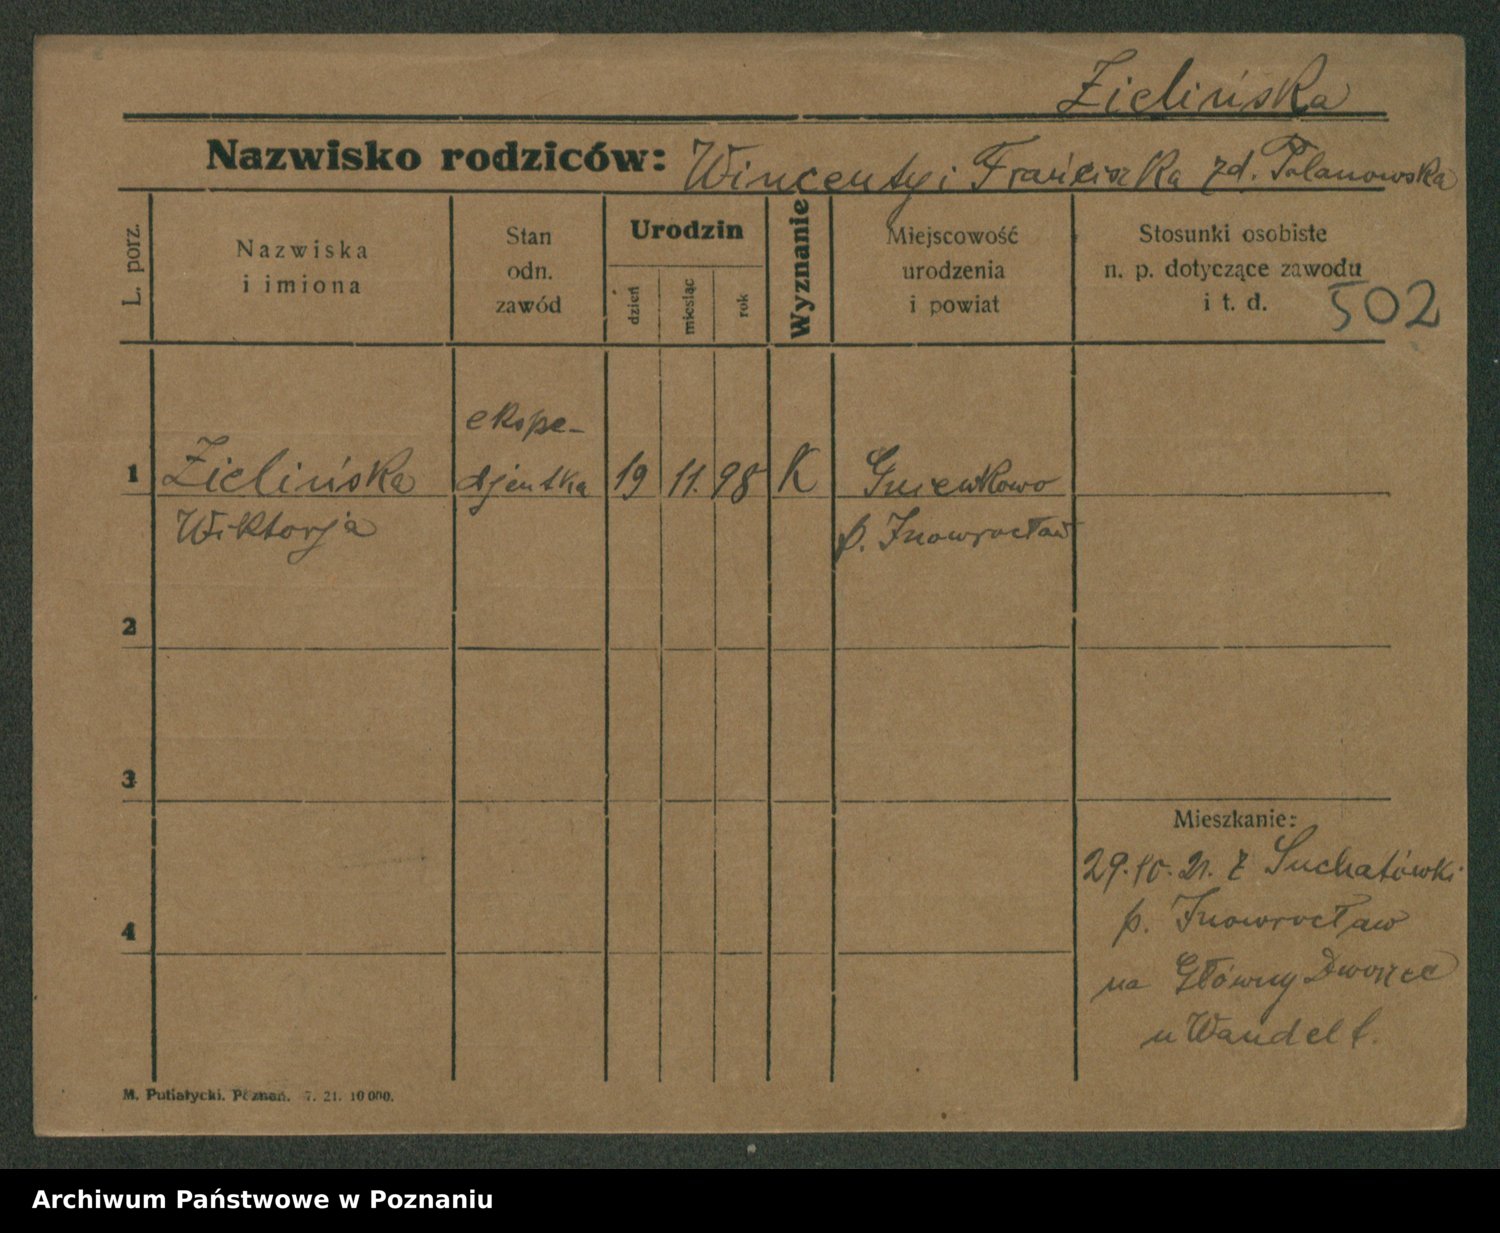 Zielińska
Nazwisko rodziców: Wincenty i Franciszka zd. Polanowska
L. porz.
Nazwiska
i imiona
Stan
odn.
zawód
Urodzin
dzień
miesiąc
rok
Wyznanie
Miejscowość
urodzenia
i powiat
Stosunki osobiste
n. p. dotyczące zawodu
i t. d.
502
ekspe-
1 Zielińska djentka 19 11. 98 K Gniewkowo
Wiktorja p. Inowrocław
2
3
Mieszkanie:
29.10.21. z Suchatówki
p. Inowrocław
4
na Główny Dworzec
u Wandelt.
M. Putiatycki. Poznań. 7. 21. 10 000.
Archiwum Państwowe w Poznaniu